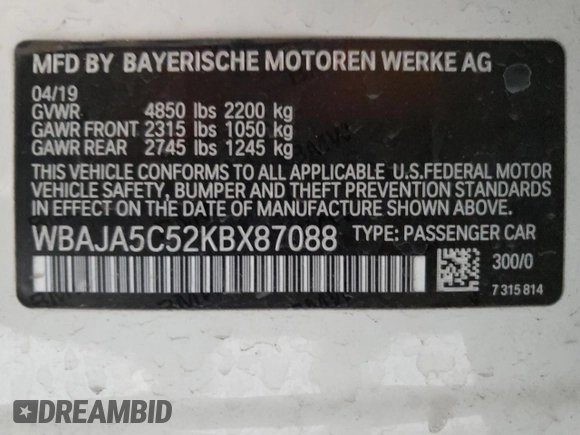 MFD BY BAYERISCHE MOTOREN WERKE AG
04/19
GVWR 4850 lbs 2200 kg
GAWR FRONT 2315 lbs 1050 kg
GAWR REAR 2745 lbs 1245 kg
THIS VEHICLE CONFORMS TO ALL APPLICABLE U.S.FEDERAL MOTOR
VEHICLE SAFETY, BUMPER AND THEFT PREVENTION STANDARDS
IN EFFECT ON THE DATE OF MANUFACTURE SHOWN ABOVE.
WBAJA5C52KBX87088 TYPE: PASSENGER CAR
300/0
7 315 814
DREAMBID